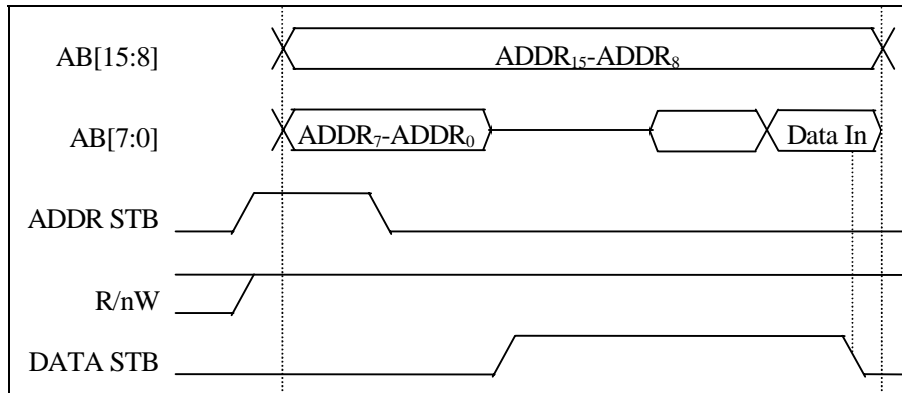 AB[15:8] ADDR₁₅-ADDR₈
AB[7:0] ADDR₇-ADDR₀ Data In
ADDR STB
R/nW
DATA STB